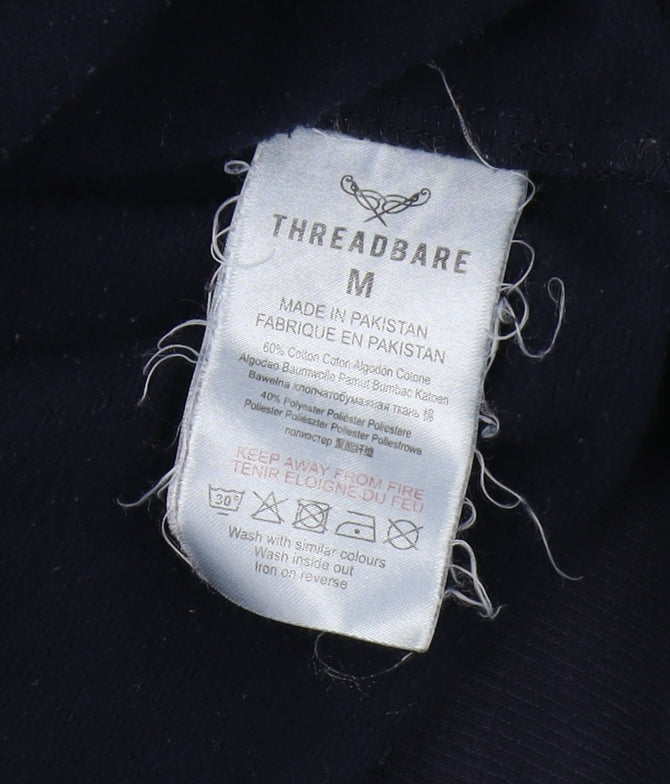 THREADBARE
M
MADE IN PAKISTAN
FABRIQUE EN PAKISTAN
60% Cotton Coton Algodón Cotone
Algodao Baumwolle Pamut Bumbac
Bawełna хлопчатобумажная ткань 棉
40% Polyester Poliéster Poliestere
Poliester Poliészter Poliester Poliestrowa
полиэстер 聚酯纤维
KEEP AWAY FROM FIRE
TENIR ELOIGNE DU FEU
30°
Wash with similar colours
Wash inside out
Iron on reverse